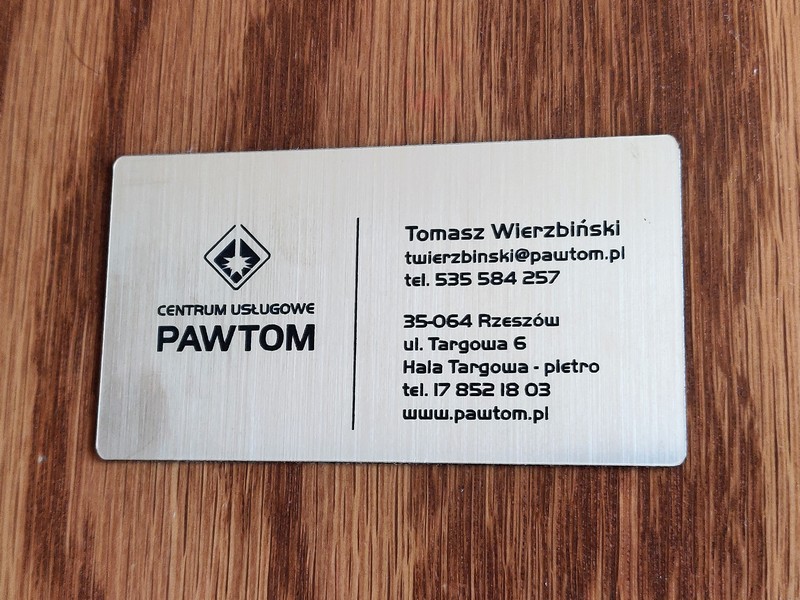 CENTRUM USŁUGOWE
PAWTOM
Tomasz Wierzbiński
twierzbinski@pawtom.pl
tel. 535 584 257
35-064 Rzeszów
ul. Targowa 6
Hala Targowa - piętro
tel. 17 852 18 03
www.pawtom.pl